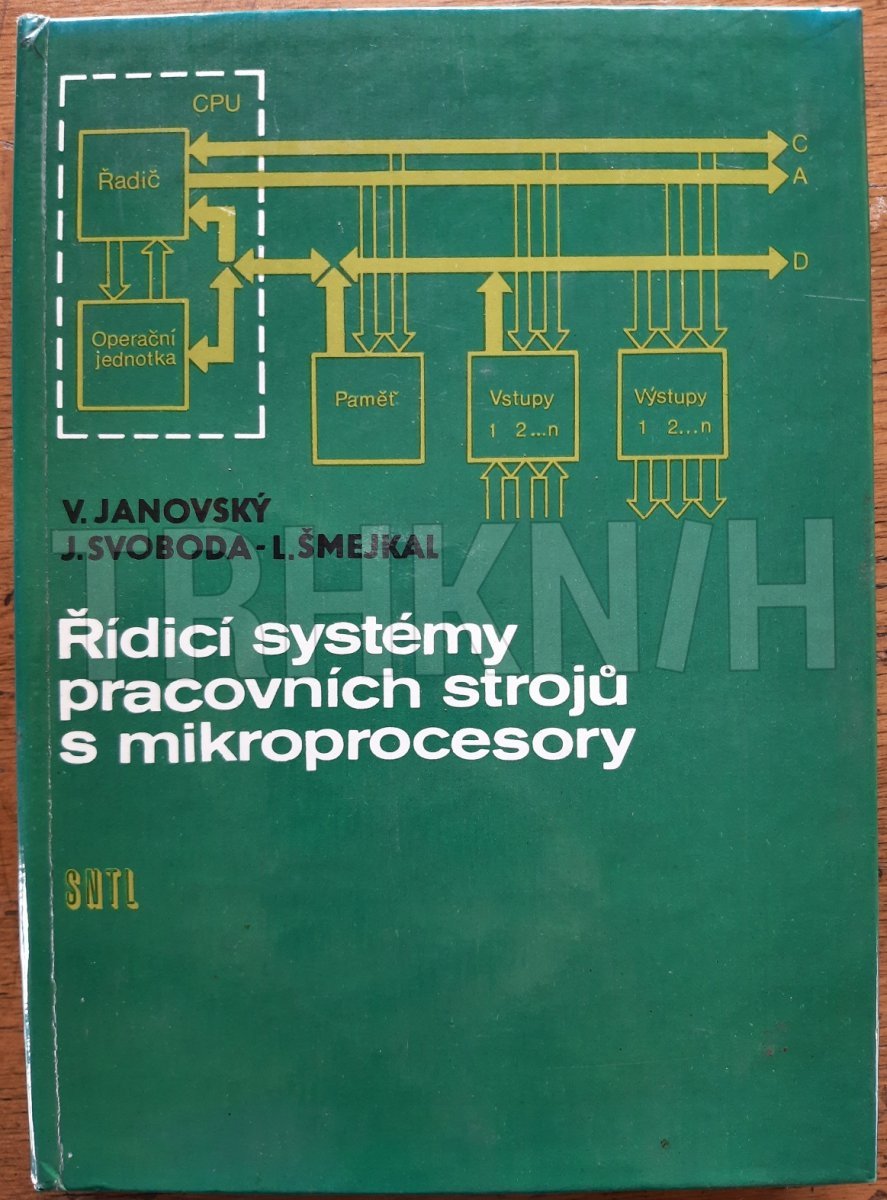 CPU
Řadič
C
A
D
Operační
jednotka
Paměť
Vstupy
1 2...n
Výstupy
1 2...n
V. JANOVSKÝ
J. SVOBODA-L. ŠMEJKAL
TRHKNIH
Řídicí systémy
pracovních strojů
s mikroprocesory
SNTL